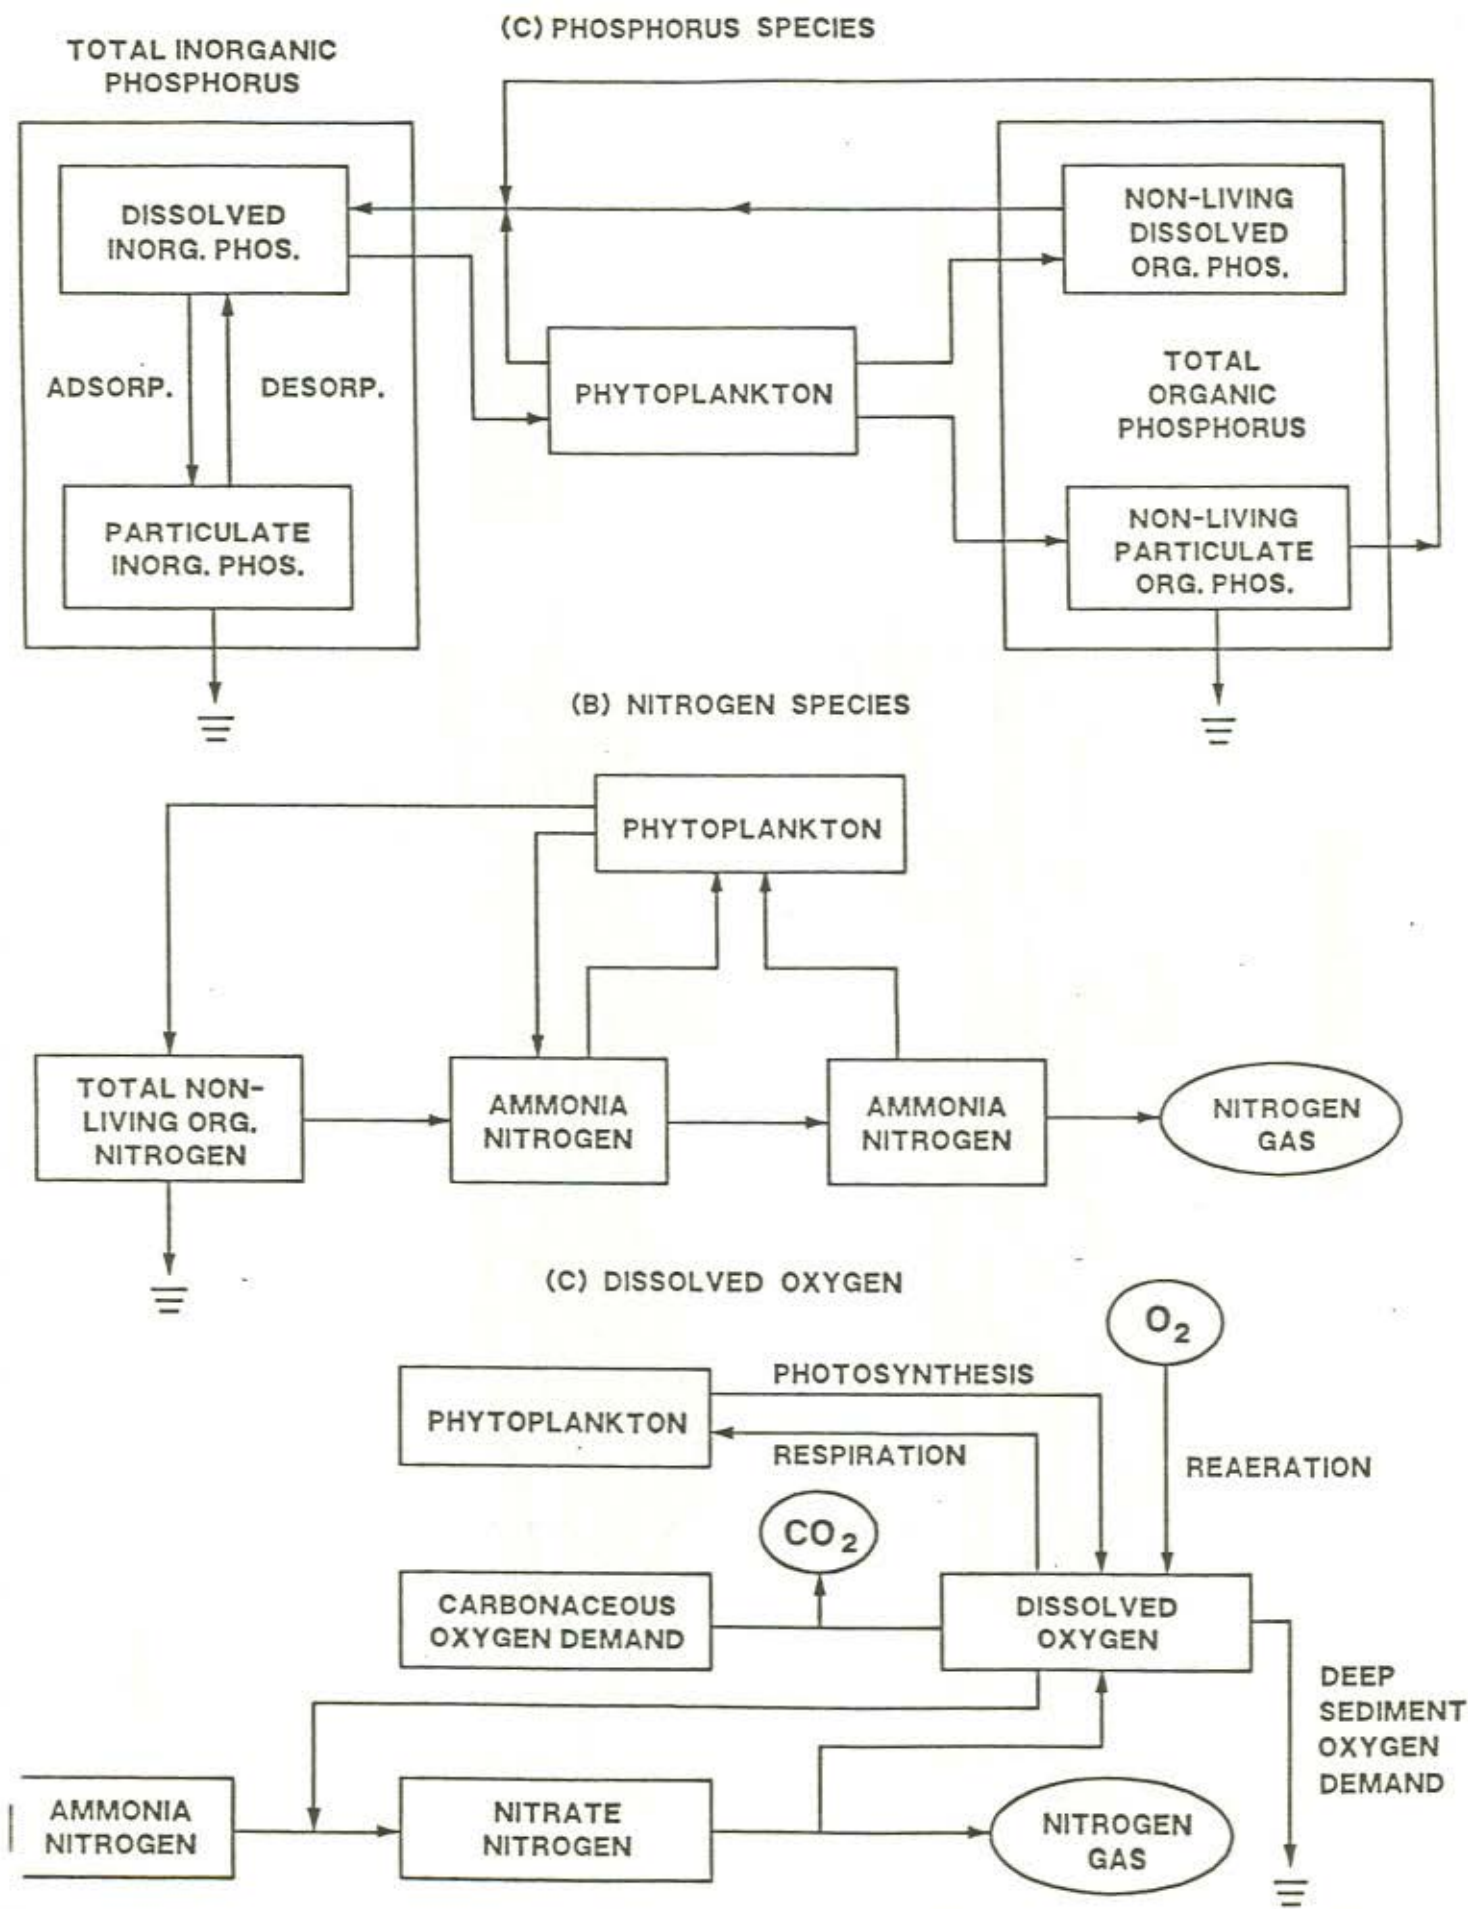 (C) PHOSPHORUS SPECIES
TOTAL INORGANIC
PHOSPHORUS
DISSOLVED
INORG. PHOS.
ADSORP.
DESORP.
PARTICULATE
INORG. PHOS.
PHYTOPLANKTON
NON-LIVING
DISSOLVED
ORG. PHOS.
TOTAL
ORGANIC
PHOSPHORUS
NON-LIVING
PARTICULATE
ORG. PHOS.
(B) NITROGEN SPECIES
PHYTOPLANKTON
TOTAL NON-
LIVING ORG.
NITROGEN
AMMONIA
NITROGEN
AMMONIA
NITROGEN
NITROGEN
GAS
(C) DISSOLVED OXYGEN
O2
PHYTOPLANKTON
PHOTOSYNTHESIS
RESPIRATION
REAERATION
CO2
CARBONACEOUS
OXYGEN DEMAND
DISSOLVED
OXYGEN
DEEP
SEDIMENT
OXYGEN
DEMAND
AMMONIA
NITROGEN
NITRATE
NITROGEN
NITROGEN
GAS